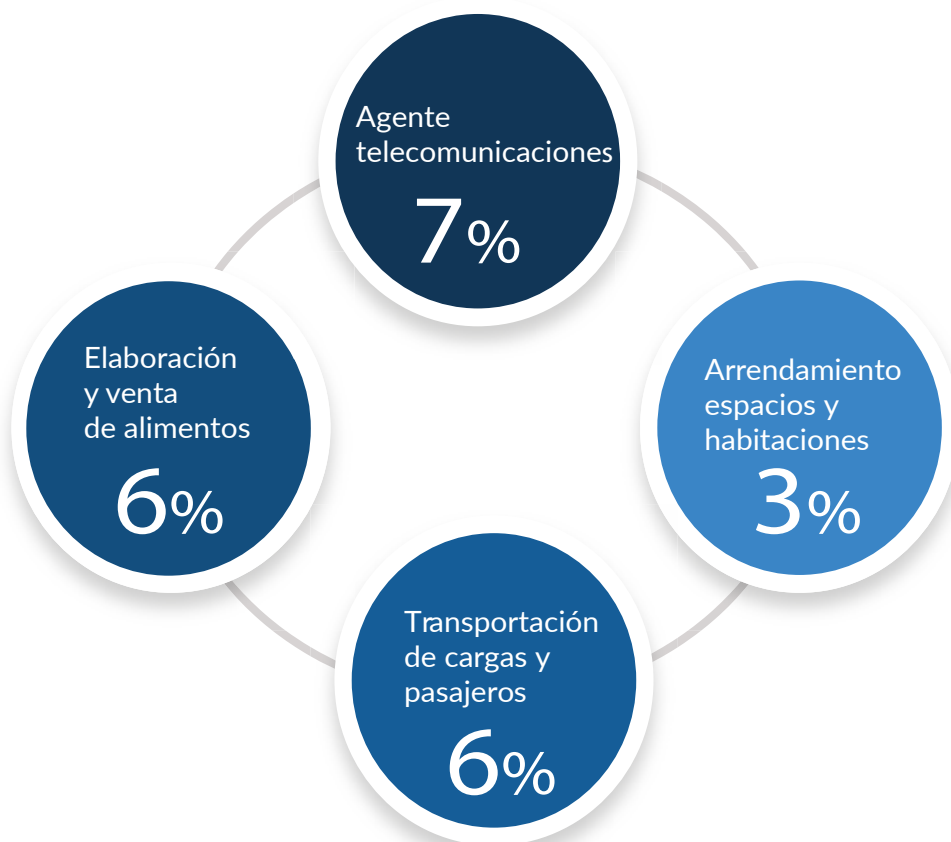 Agente
telecomunicaciones
7%
Elaboración
y venta
de alimentos
6%
Arrendamiento
espacios y
habitaciones
3%
Transportación
de cargas y
pasajeros
6%